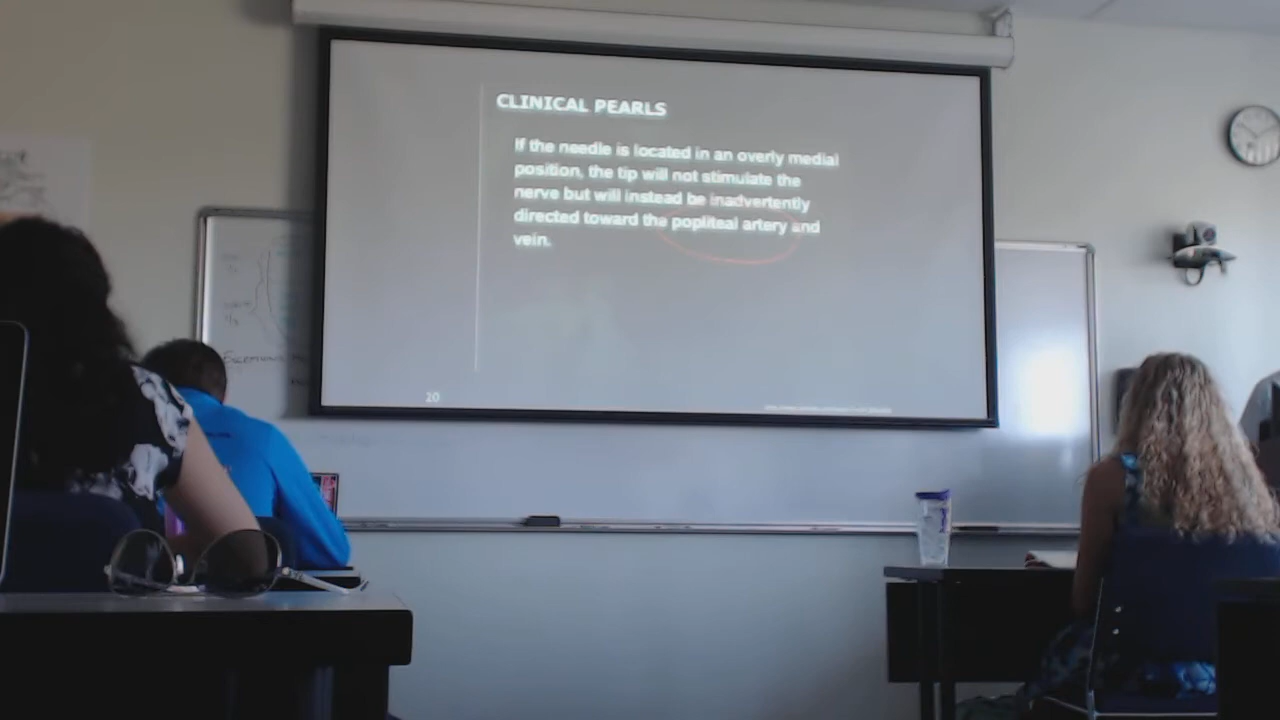 CLINICAL PEARLS
If the needle is located in an overly medial
position, the tip will not stimulate the
nerve but will instead be inadvertently
directed toward the popliteal artery and
vein.
10